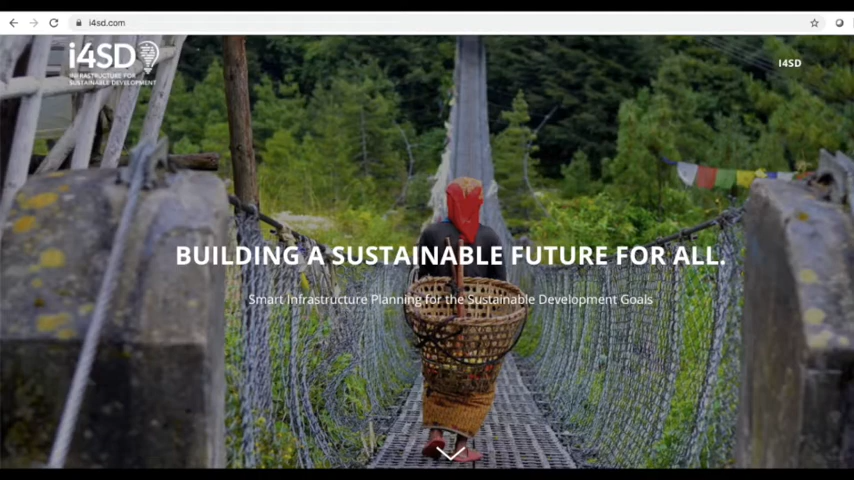 i4sd.com
i4SD
I4SD
INFRASTRUCTURE FOR
SUSTAINABLE DEVELOPMENT
BUILDING A SUSTAINABLE FUTURE FOR ALL.
Smart Infrastructure Planning for the Sustainable Development Goals